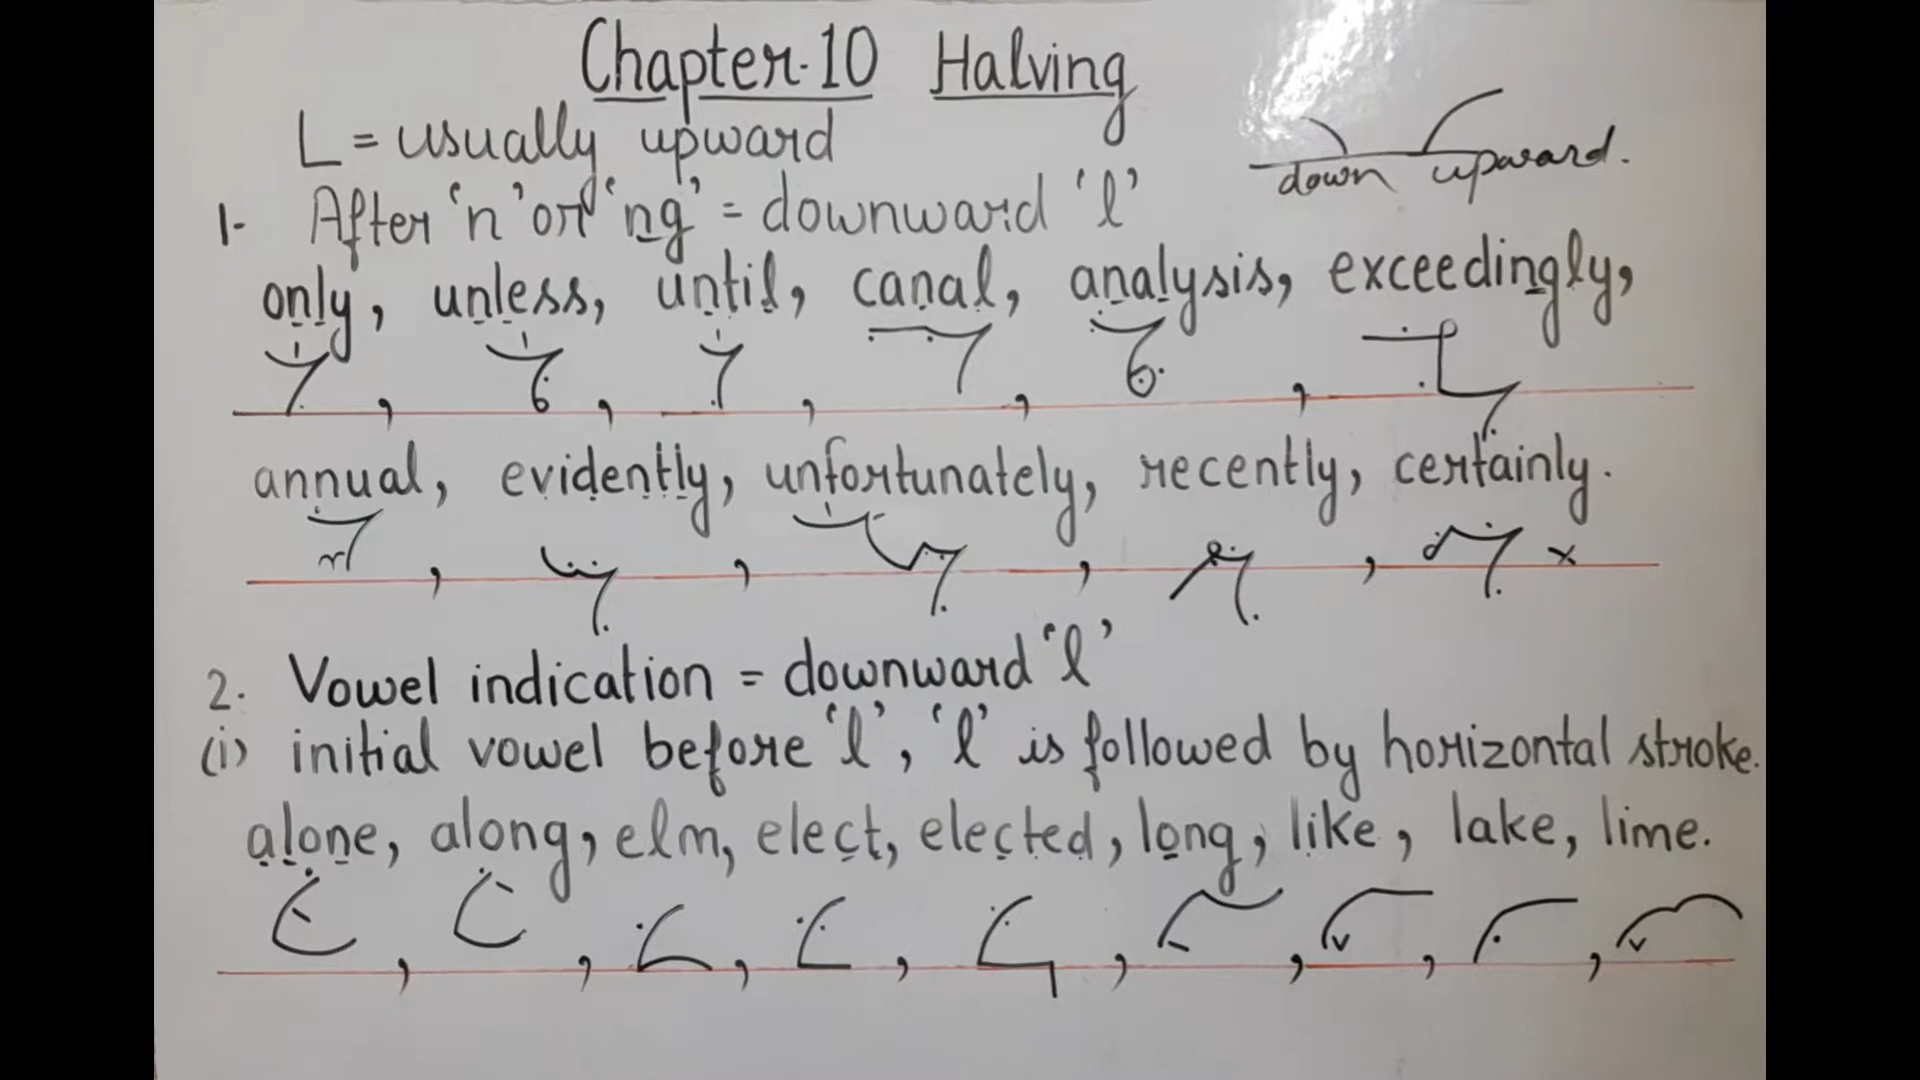 Chapter-10 Halving
L = usually upward
down upward.
1- After 'n' or 'ng' = downward 'l'
only, unless, until, canal, analysis, exceedingly,
annual, evidently, unfortunately, recently, certainly.
2. Vowel indication = downward 'l'
(i) initial vowel before 'l', 'l' is followed by horizontal stroke.
alone, along, elm, elect, elected, long, like, lake, lime.